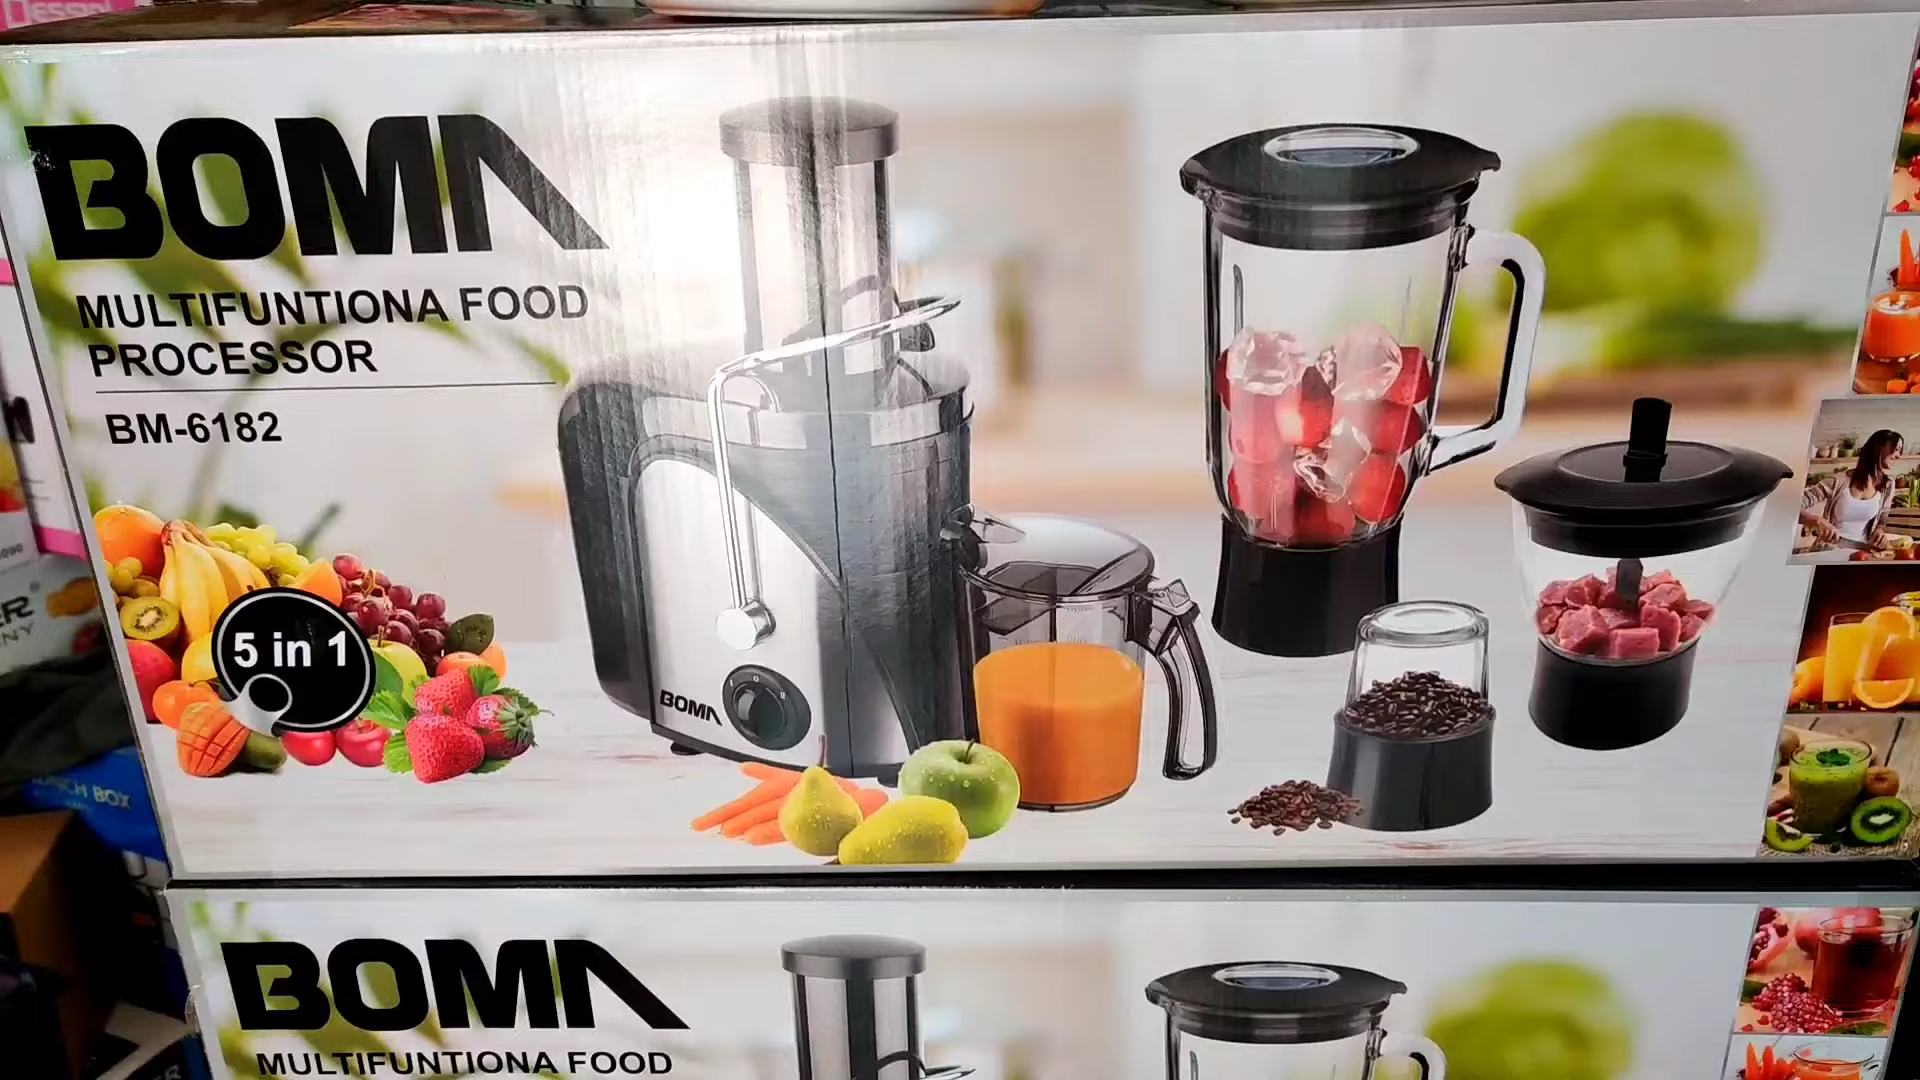 BOMA
MULTIFUNTIONA FOOD
PROCESSOR
BM-6182
5 in 1
BOMA
BOMA
MULTIFUNTIONA FOOD